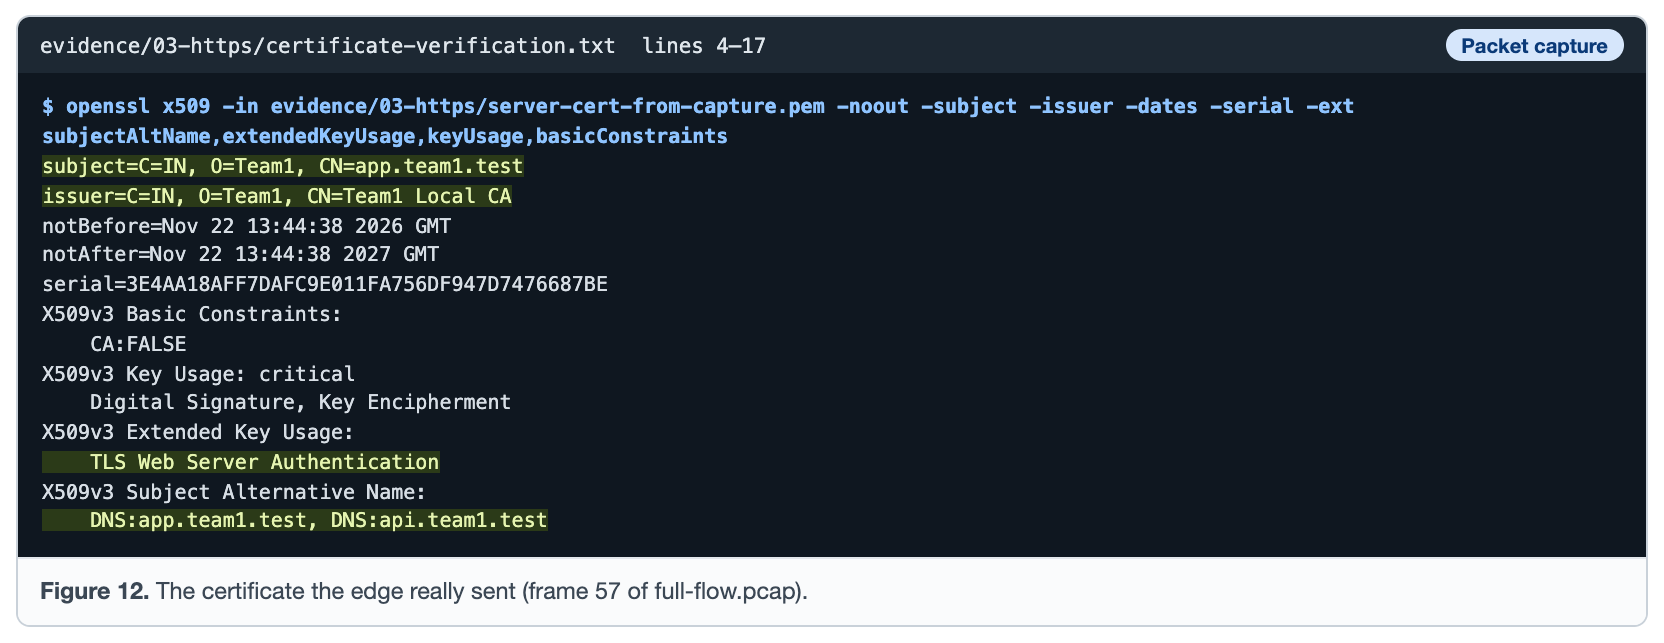 evidence/03-https/certificate-verification.txt  lines 4–17
Packet capture
$ openssl x509 -in evidence/03-https/server-cert-from-capture.pem -noout -subject -issuer -dates -serial -ext
subjectAltName,extendedKeyUsage,keyUsage,basicConstraints
subject=C=IN, O=Team1, CN=app.team1.test
issuer=C=IN, O=Team1, CN=Team1 Local CA
notBefore=Nov 22 13:44:38 2026 GMT
notAfter=Nov 22 13:44:38 2027 GMT
serial=3E4AA18AFF7DAFC9E011FA756DF947D7476687BE
X509v3 Basic Constraints:
    CA:FALSE
X509v3 Key Usage: critical
    Digital Signature, Key Encipherment
X509v3 Extended Key Usage:
    TLS Web Server Authentication
X509v3 Subject Alternative Name:
    DNS:app.team1.test, DNS:api.team1.test
Figure 12. The certificate the edge really sent (frame 57 of full-flow.pcap).